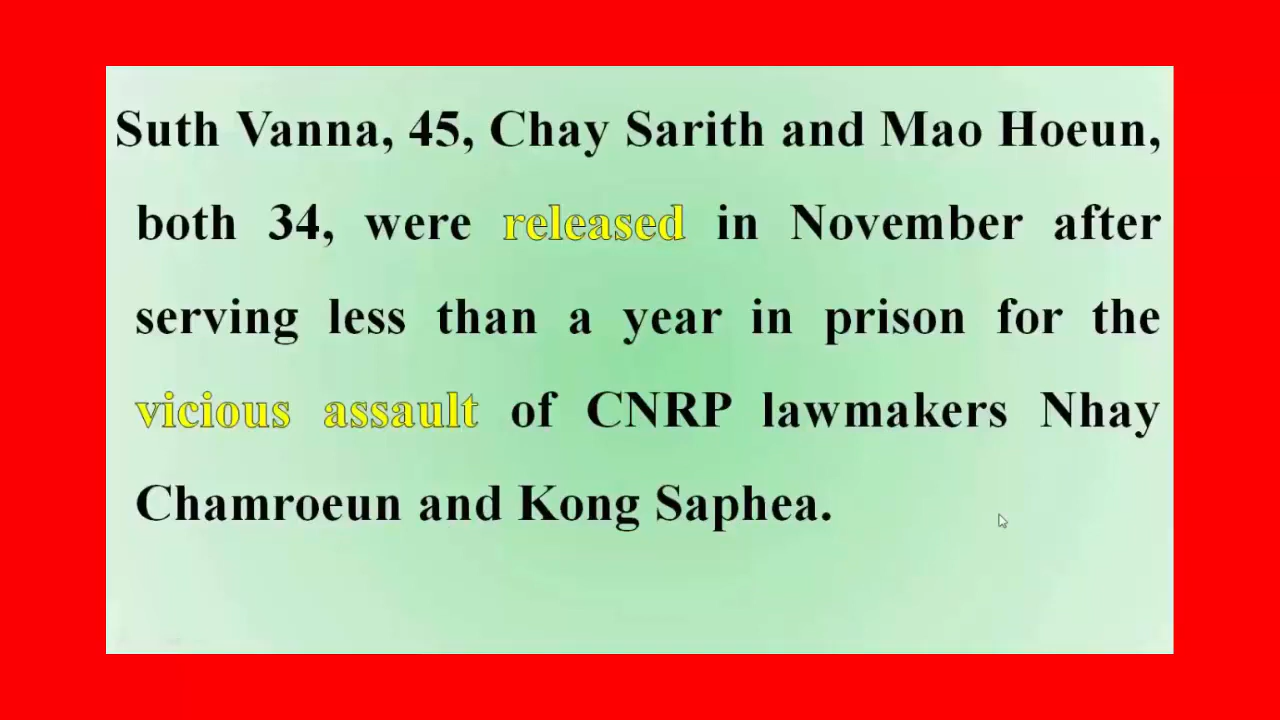 Suth Vanna, 45, Chay Sarith and Mao Hoeun,
both 34, were released in November after
serving less than a year in prison for the
vicious assault of CNRP lawmakers Nhay
Chamroeun and Kong Saphea.